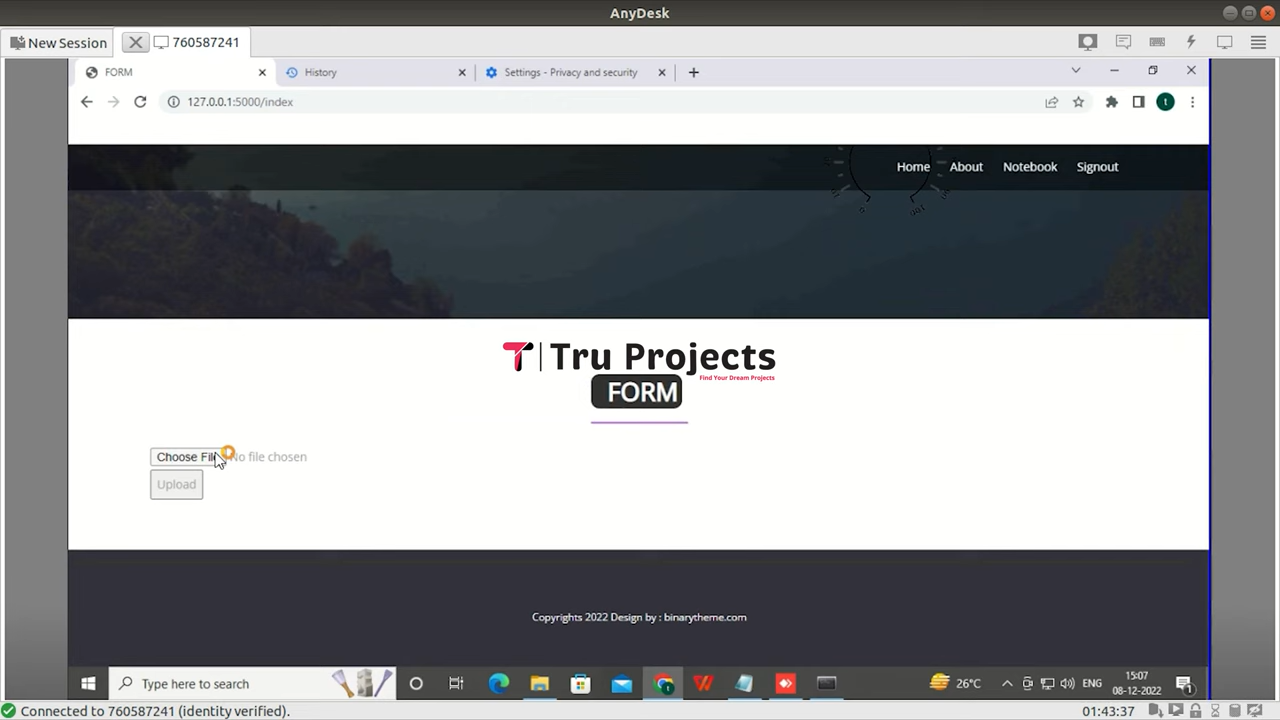 AnyDesk
New Session
760587241
FORM
History
Settings - Privacy and security
127.0.0.1:5000/index
t
Home
About
Notebook
Signout
T | Tru Projects
Find Your Dream Projects
FORM
Choose File
No file chosen
Upload
Copyrights 2022 Design by : binarytheme.com
Type here to search
26°C
ENG
15:07
08-12-2022
1
Connected to 760587241 (identity verified).
01:43:37